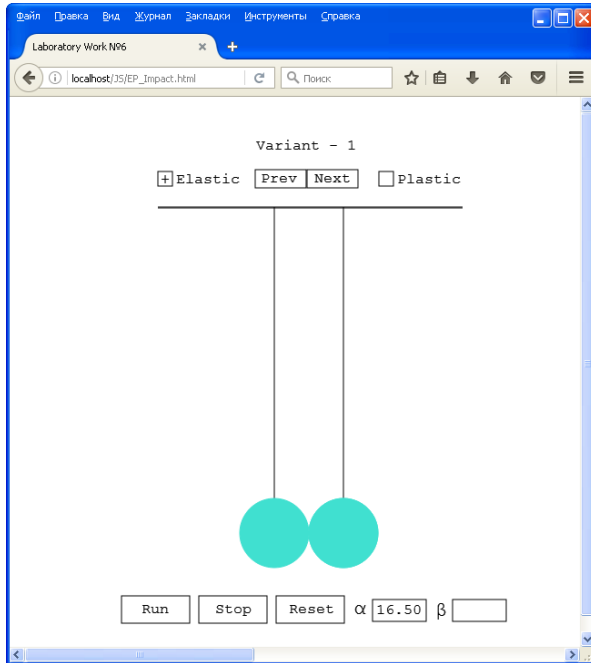 Файл Правка Вид Журнал Закладки Инструменты Справка
Laboratory Work №6
localhost/JS/EP_Impact.html Поиск
Variant - 1
+ Elastic Prev Next Plastic
Run Stop Reset α 16.50 β